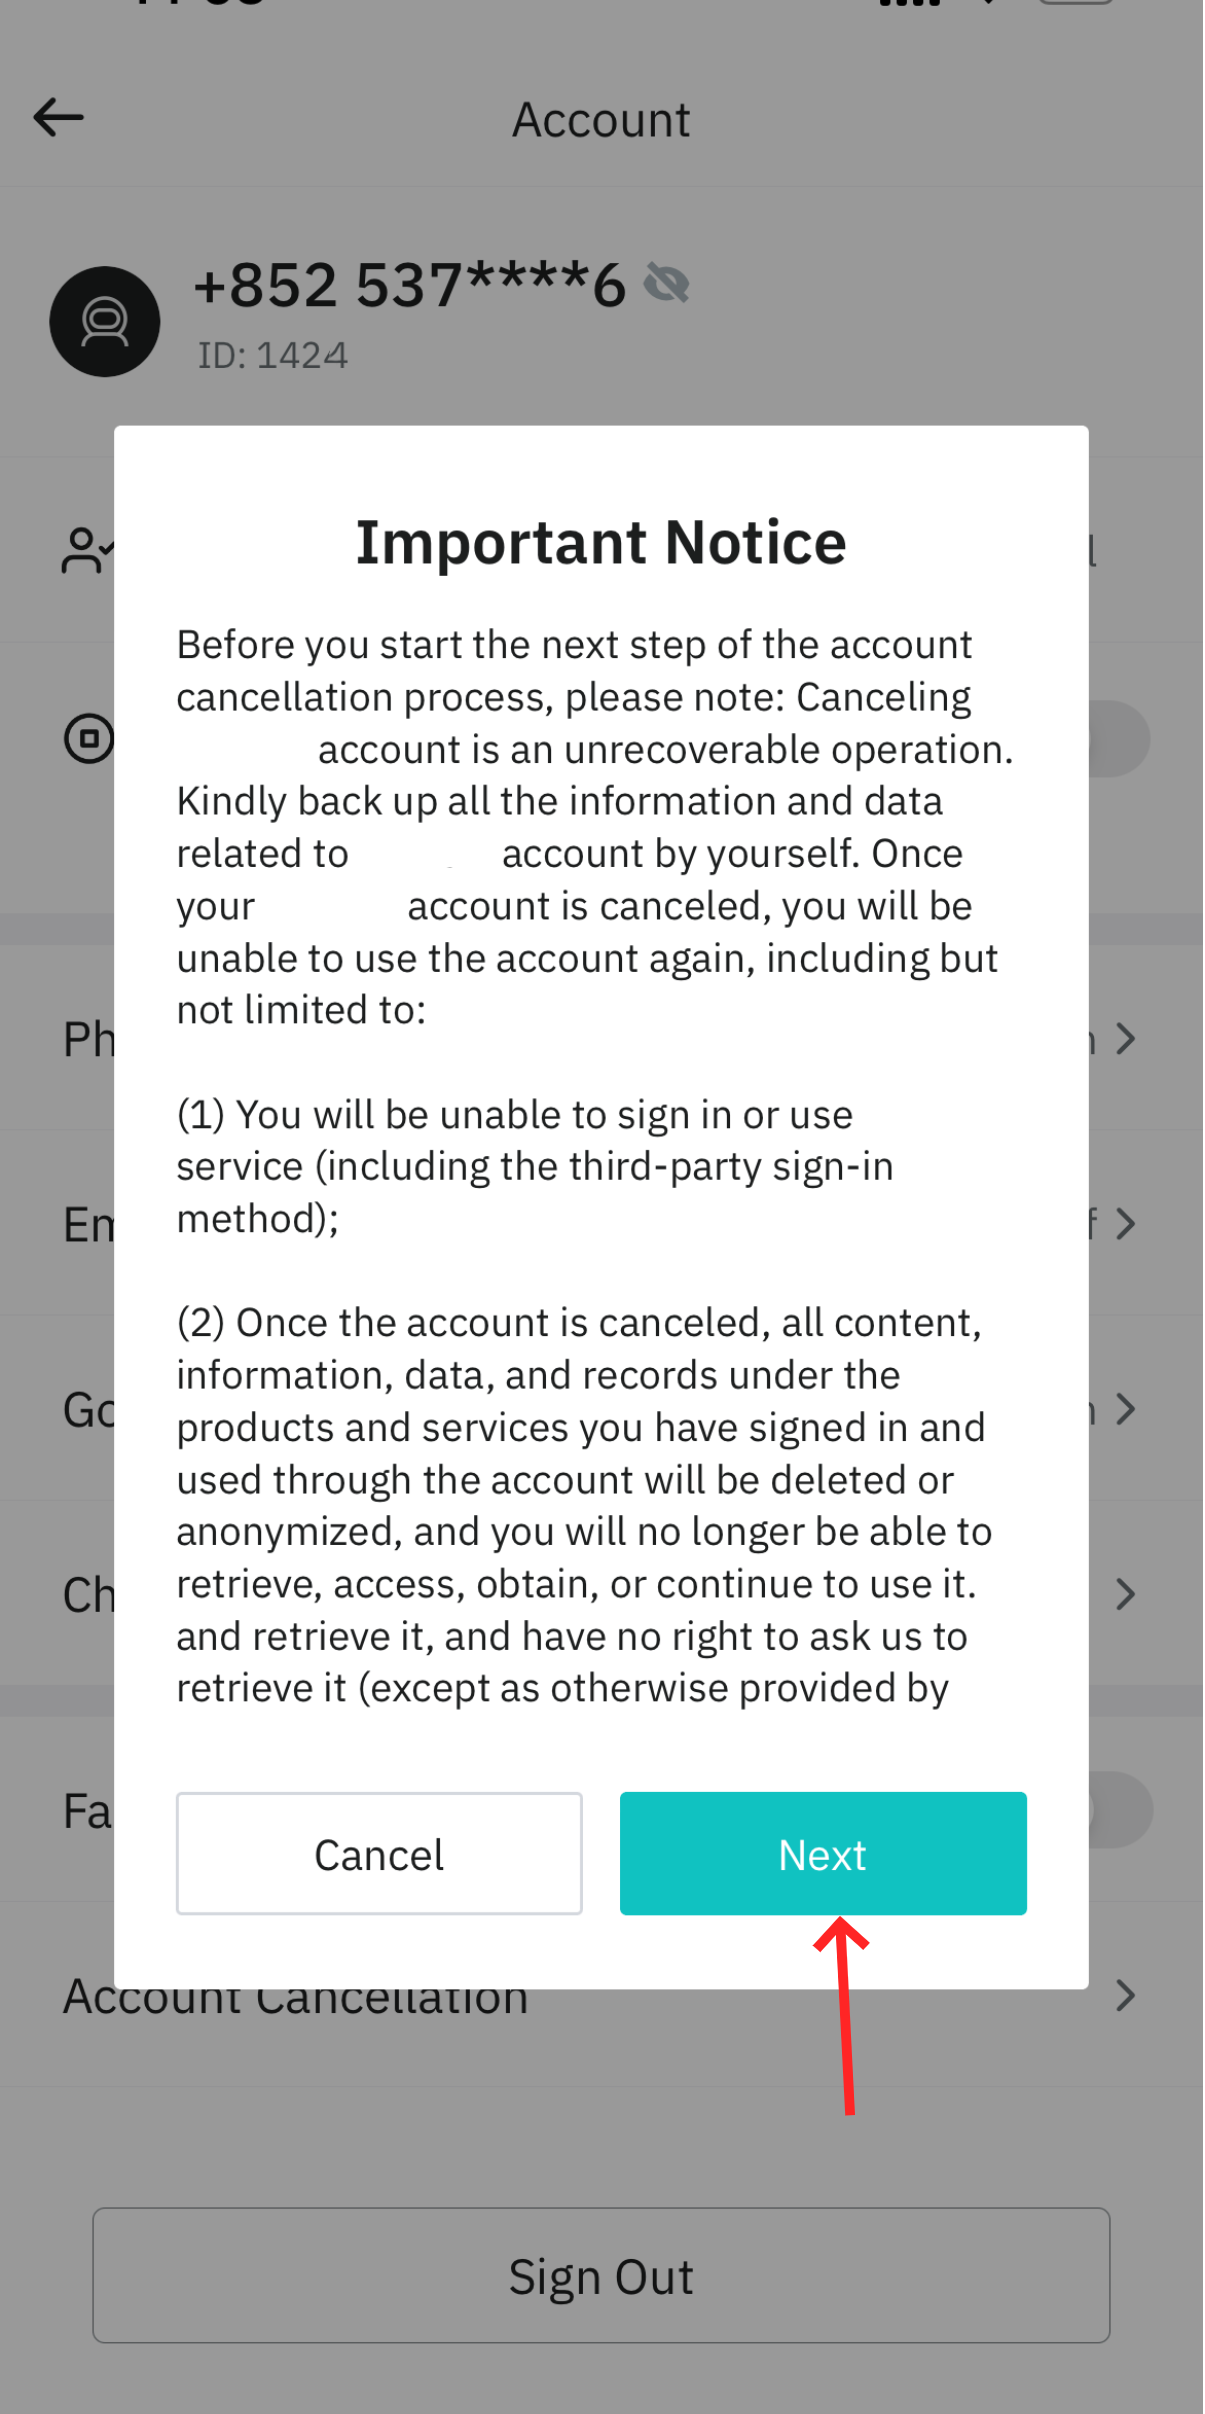 Account
+852 537****6
ID: 1424
Important Notice
Before you start the next step of the account
cancellation process, please note: Canceling
account is an unrecoverable operation.
Kindly back up all the information and data
related to account by yourself. Once
your account is canceled, you will be
unable to use the account again, including but
not limited to:
(1) You will be unable to sign in or use
service (including the third-party sign-in
method);
(2) Once the account is canceled, all content,
information, data, and records under the
products and services you have signed in and
used through the account will be deleted or
anonymized, and you will no longer be able to
retrieve, access, obtain, or continue to use it.
and retrieve it, and have no right to ask us to
retrieve it (except as otherwise provided by
Cancel
Next
Account Cancellation
Sign Out